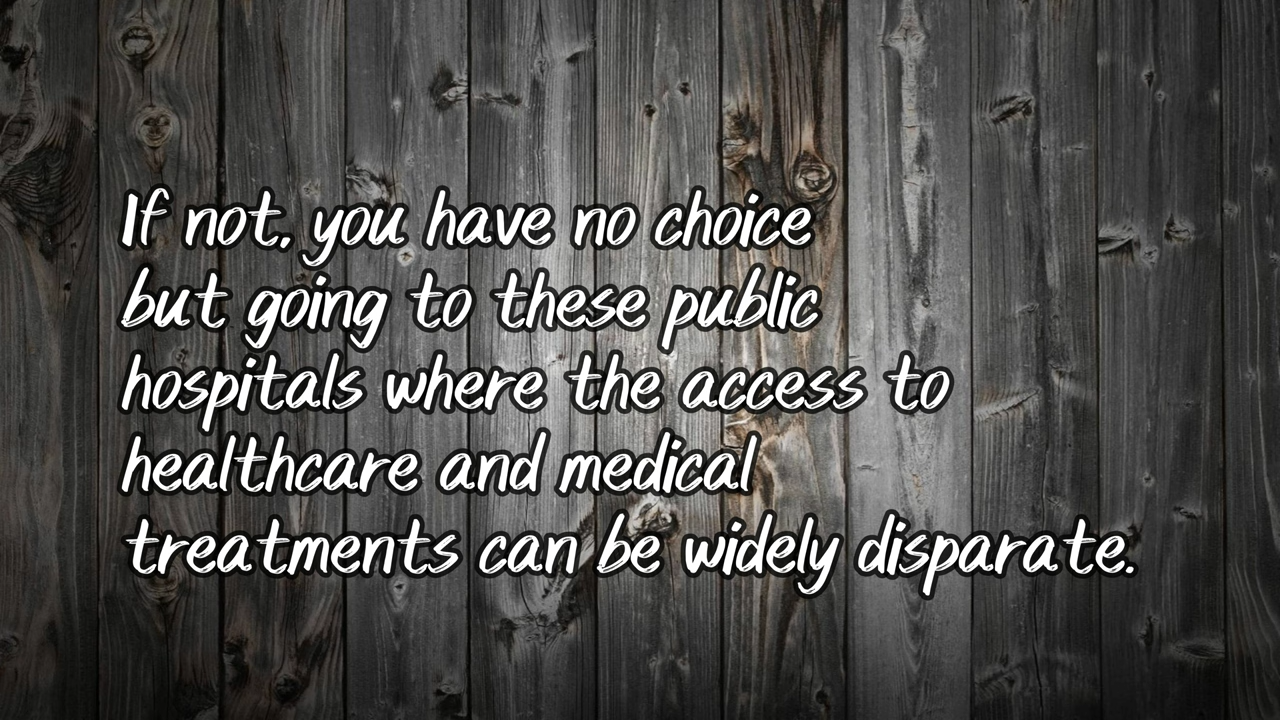 If not, you have no choice
but going to these public
hospitals where the access to
healthcare and medical
treatments can be widely disparate.